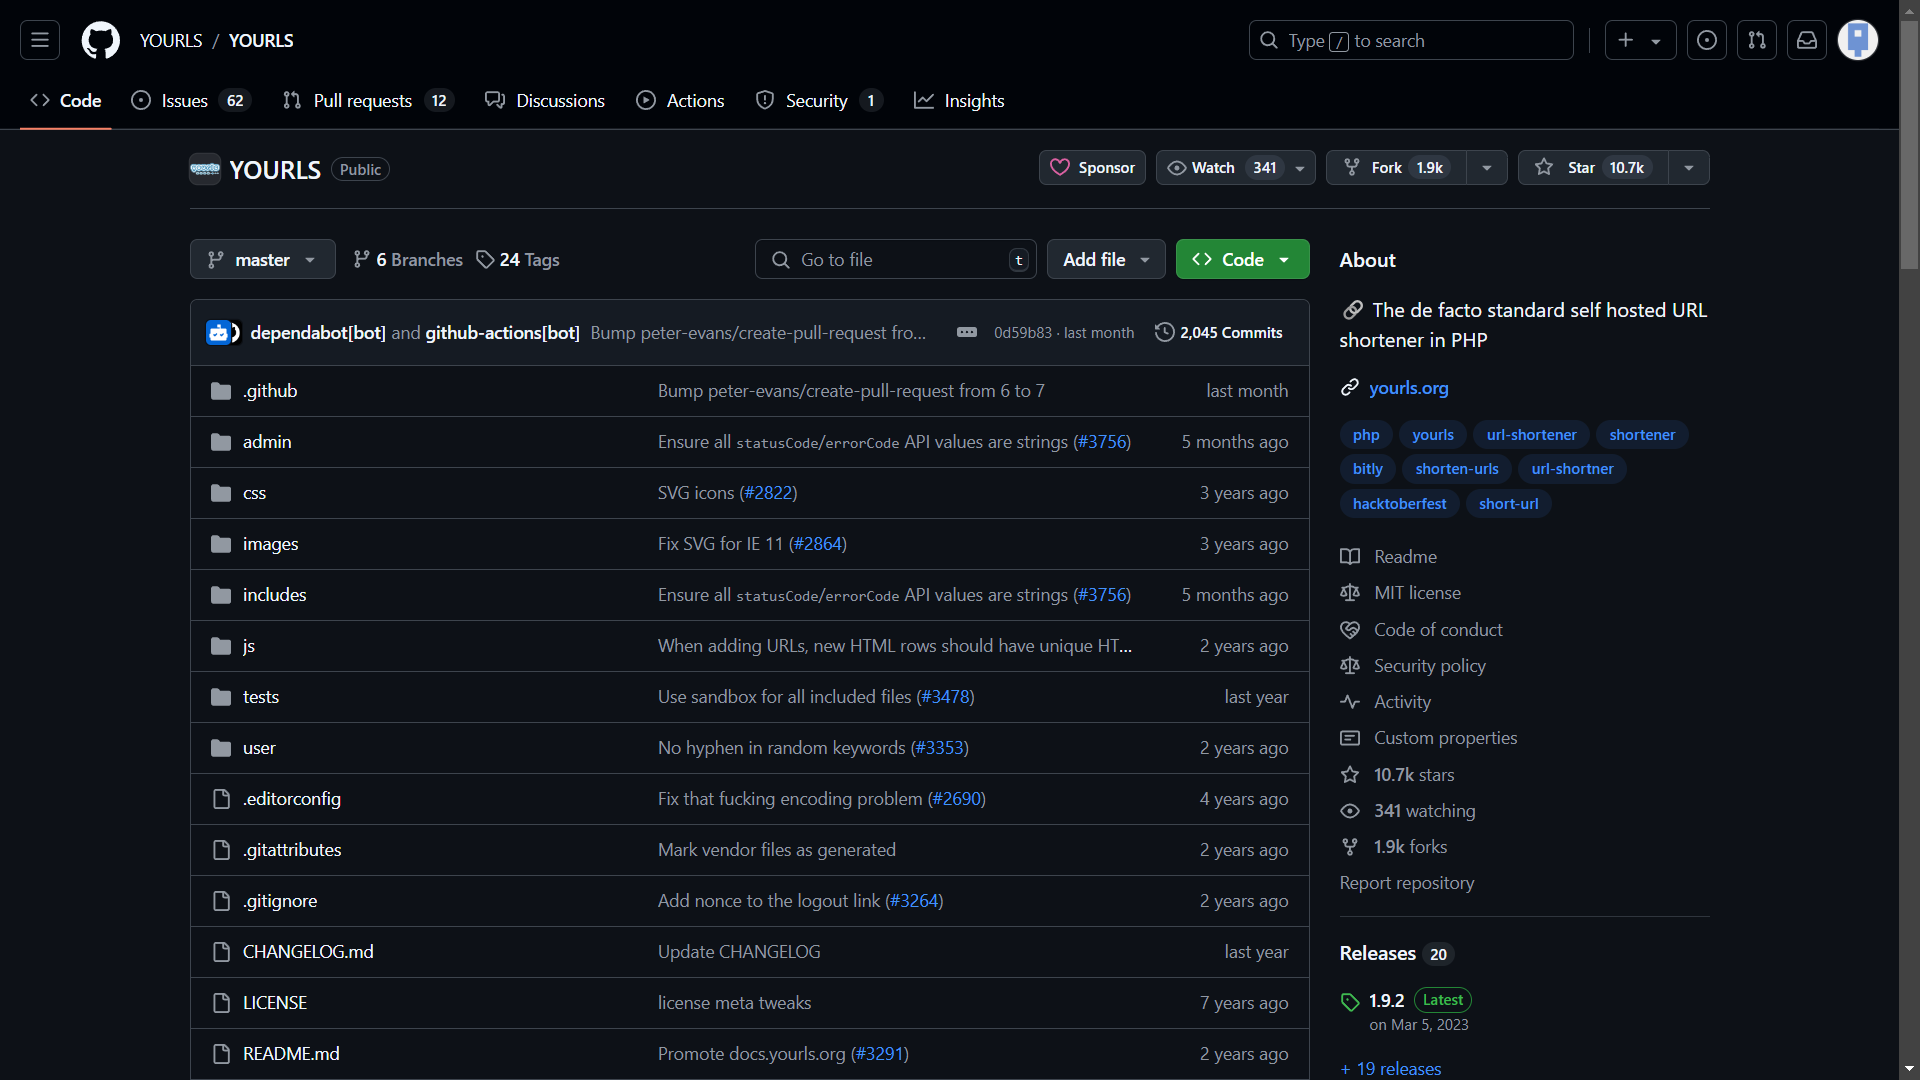 YOURLS / YOURLS
Type / to search
Code
Issues 62
Pull requests 12
Discussions
Actions
Security 1
Insights
YOURLS Public
Sponsor
Watch 341
Fork 1.9k
Star 10.7k
master
6 Branches
24 Tags
Go to file t
Add file
Code
dependabot[bot] and github-actions[bot] Bump peter-evans/create-pull-request fro... 0d59b83 · last month 2,045 Commits
.github Bump peter-evans/create-pull-request from 6 to 7 last month
admin Ensure all statusCode/errorCode API values are strings (#3756) 5 months ago
css SVG icons (#2822) 3 years ago
images Fix SVG for IE 11 (#2864) 3 years ago
includes Ensure all statusCode/errorCode API values are strings (#3756) 5 months ago
js When adding URLs, new HTML rows should have unique HT... 2 years ago
tests Use sandbox for all included files (#3478) last year
user No hyphen in random keywords (#3353) 2 years ago
.editorconfig Fix that fucking encoding problem (#2690) 4 years ago
.gitattributes Mark vendor files as generated 2 years ago
.gitignore Add nonce to the logout link (#3264) 2 years ago
CHANGELOG.md Update CHANGELOG last year
LICENSE license meta tweaks 7 years ago
README.md Promote docs.yourls.org (#3291) 2 years ago
About
The de facto standard self hosted URL
shortener in PHP
yourls.org
php yourls url-shortener shortener
bitly shorten-urls url-shortner
hacktoberfest short-url
Readme
MIT license
Code of conduct
Security policy
Activity
Custom properties
10.7k stars
341 watching
1.9k forks
Report repository
Releases 20
1.9.2 Latest
on Mar 5, 2023
+ 19 releases